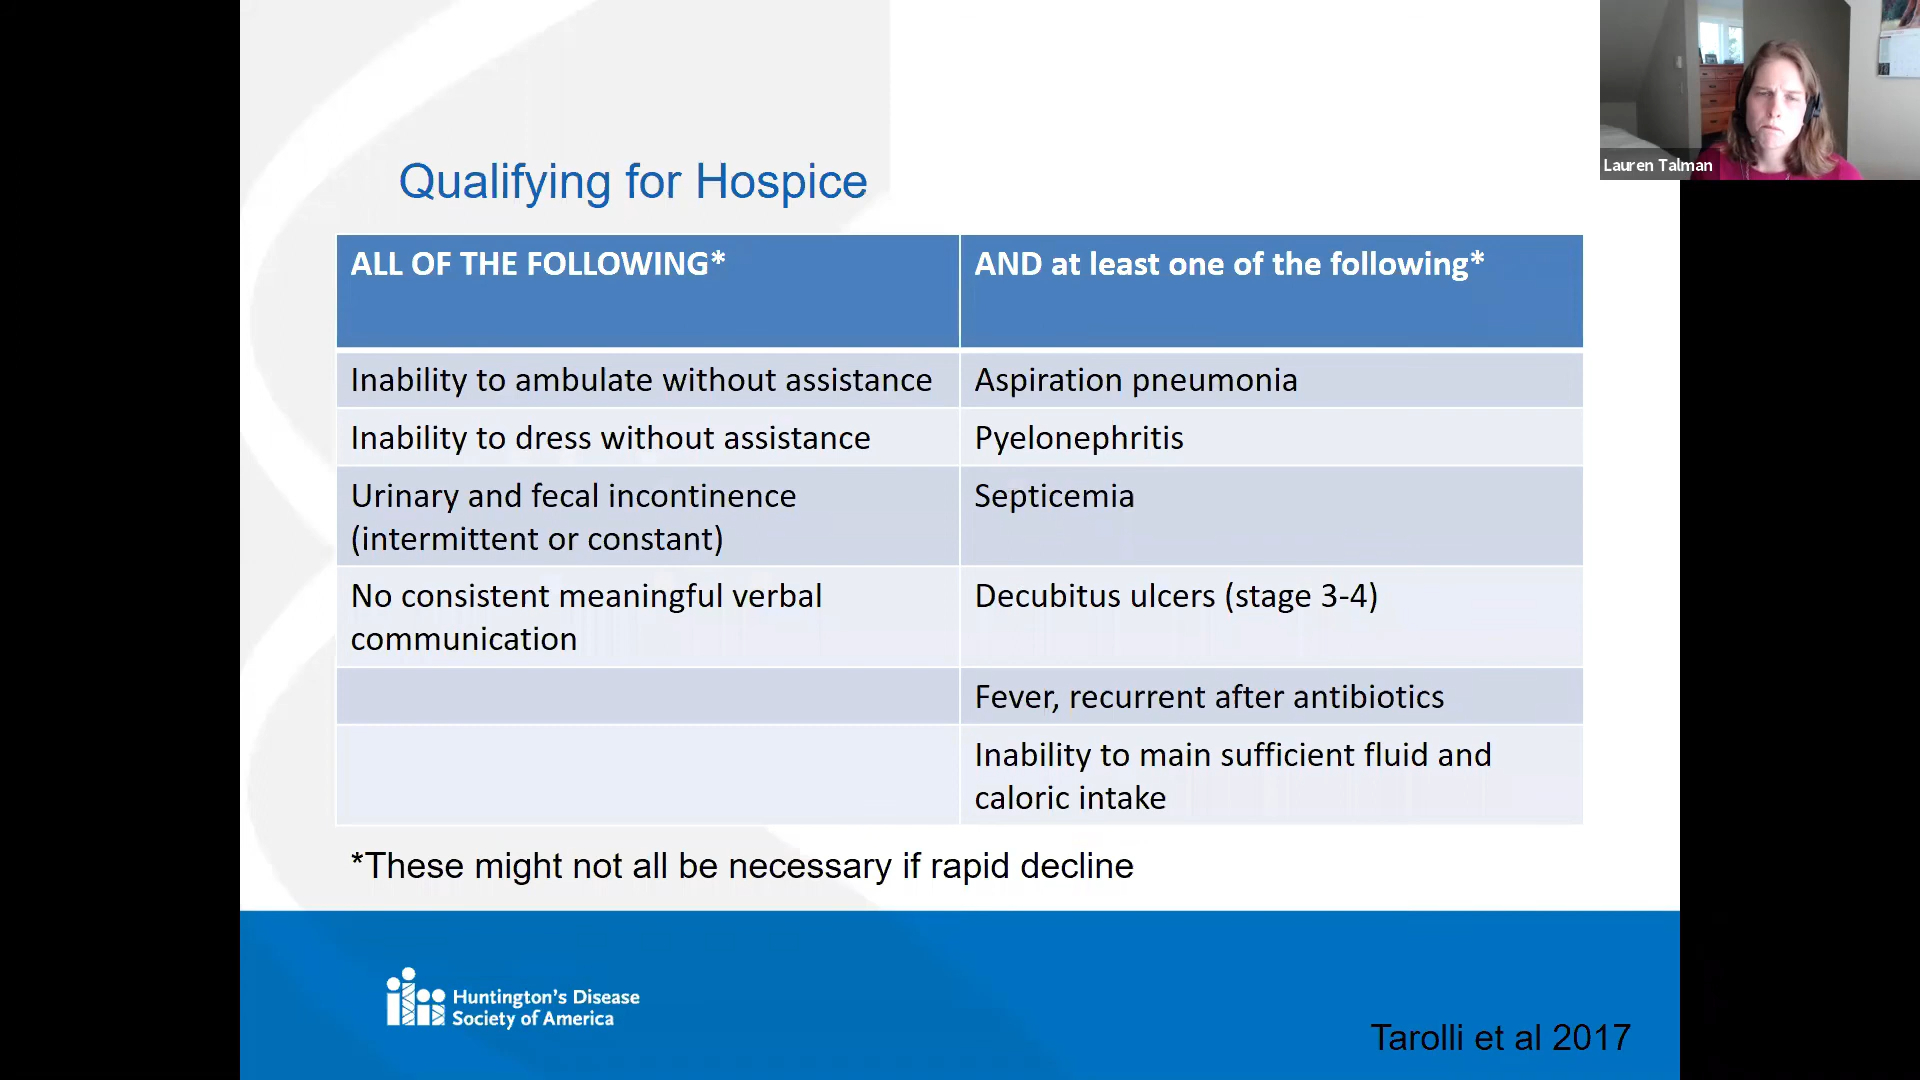 Lauren Talman
Qualifying for Hospice
ALL OF THE FOLLOWING*
AND at least one of the following*
Inability to ambulate without assistance
Aspiration pneumonia
Inability to dress without assistance
Pyelonephritis
Urinary and fecal incontinence
(intermittent or constant)
Septicemia
No consistent meaningful verbal
communication
Decubitus ulcers (stage 3-4)
Fever, recurrent after antibiotics
Inability to main sufficient fluid and
caloric intake
*These might not all be necessary if rapid decline
Huntington's Disease
Society of America
Tarolli et al 2017